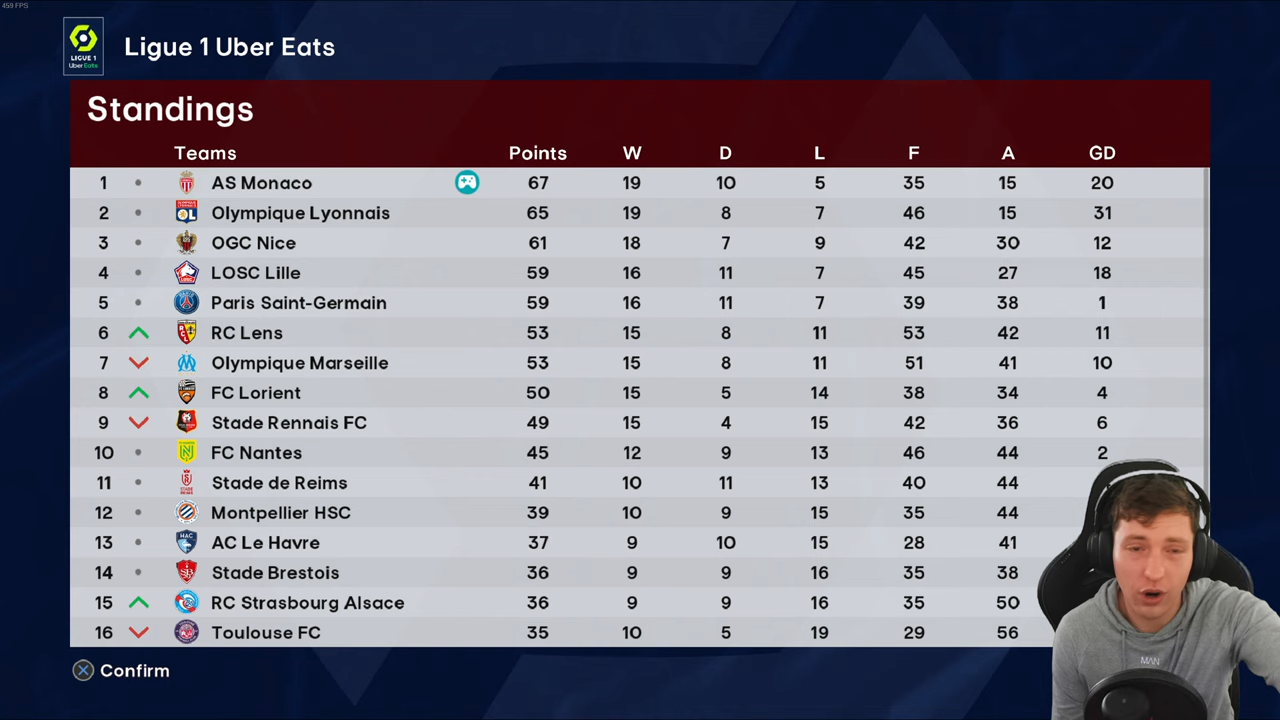 459 FPS
LIGUE 1
Uber Eats
Ligue 1 Uber Eats
Standings
Teams Points W D L F A GD
1 AS Monaco 67 19 10 5 35 15 20
2 Olympique Lyonnais 65 19 8 7 46 15 31
3 OGC Nice 61 18 7 9 42 30 12
4 LOSC Lille 59 16 11 7 45 27 18
5 Paris Saint-Germain 59 16 11 7 39 38 1
6 RC Lens 53 15 8 11 53 42 11
7 Olympique Marseille 53 15 8 11 51 41 10
8 FC Lorient 50 15 5 14 38 34 4
9 Stade Rennais FC 49 15 4 15 42 36 6
10 FC Nantes 45 12 9 13 46 44 2
11 Stade de Reims 41 10 11 13 40 44
12 Montpellier HSC 39 10 9 15 35 44
13 AC Le Havre 37 9 10 15 28 41
14 Stade Brestois 36 9 9 16 35 38
15 RC Strasbourg Alsace 36 9 9 16 35 50
16 Toulouse FC 35 10 5 19 29 56
Confirm
MAN